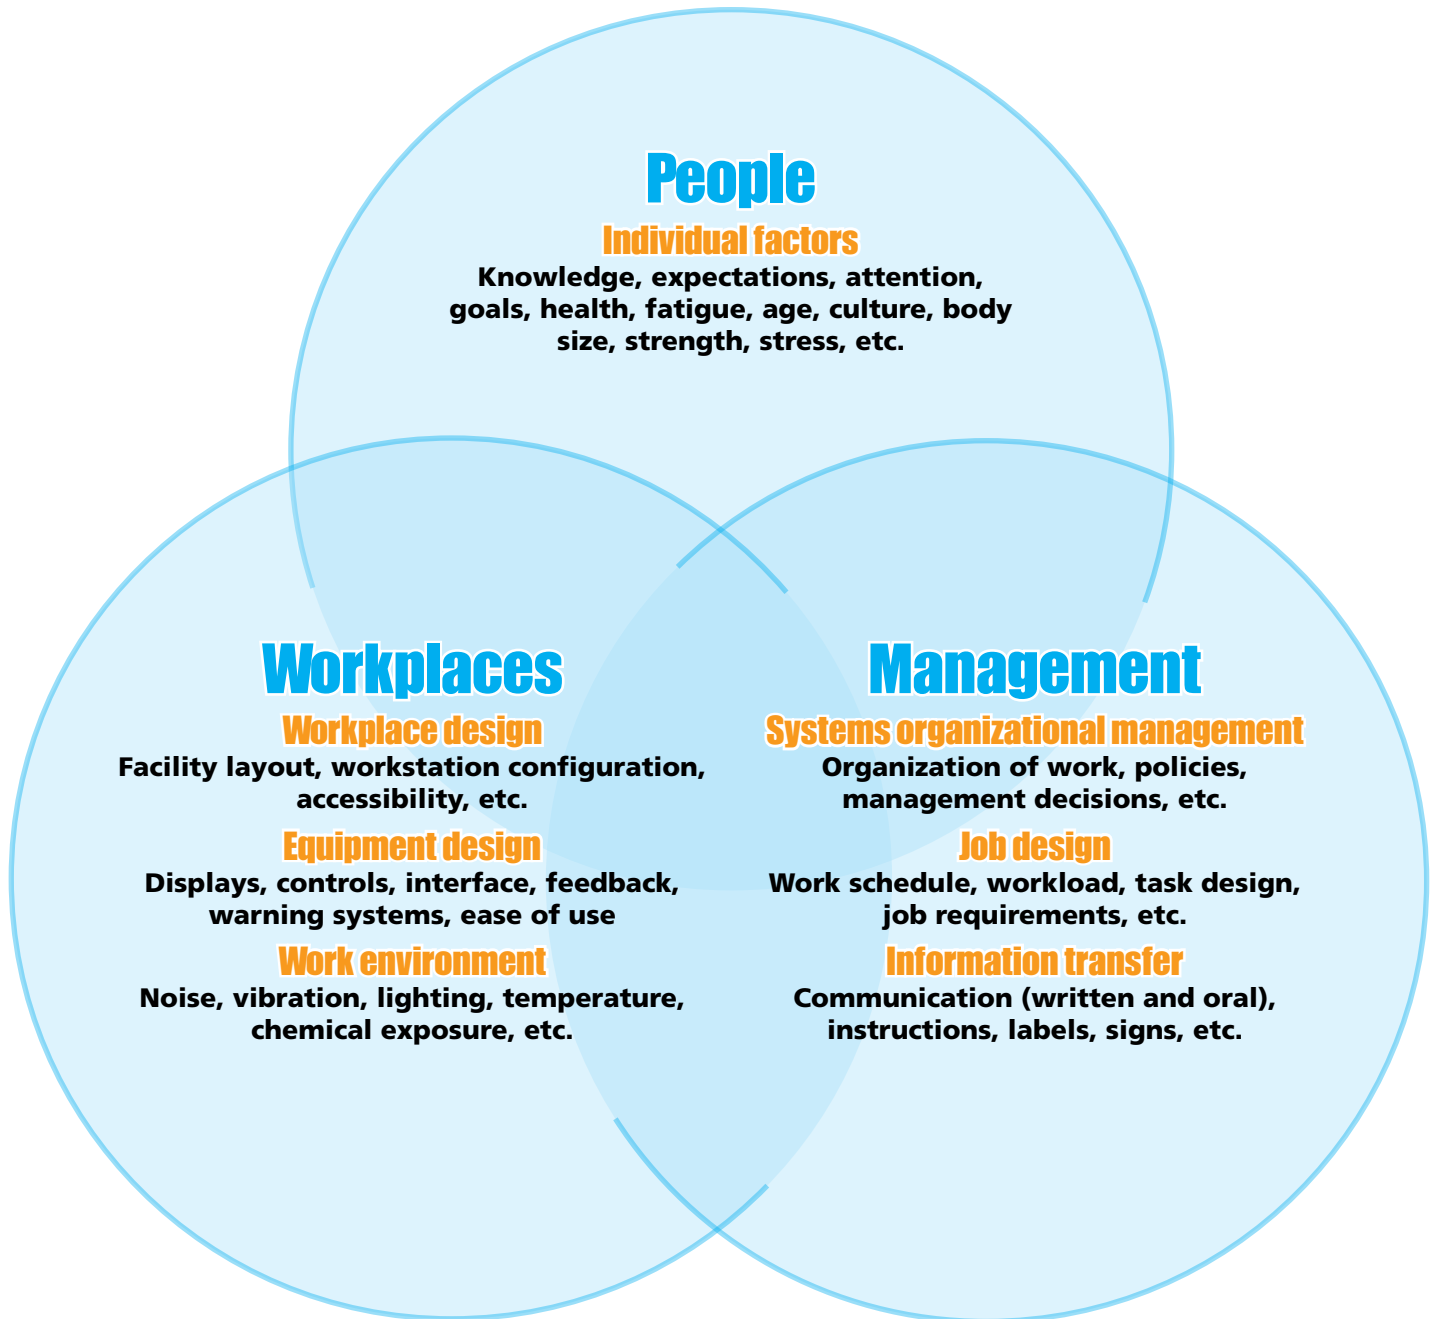 People
Individual factors
Knowledge, expectations, attention,
goals, health, fatigue, age, culture, body
size, strength, stress, etc.
Workplaces
Workplace design
Facility layout, workstation configuration,
accessibility, etc.
Equipment design
Displays, controls, interface, feedback,
warning systems, ease of use
Work environment
Noise, vibration, lighting, temperature,
chemical exposure, etc.
Management
Systems organizational management
Organization of work, policies,
management decisions, etc.
Job design
Work schedule, workload, task design,
job requirements, etc.
Information transfer
Communication (written and oral),
instructions, labels, signs, etc.